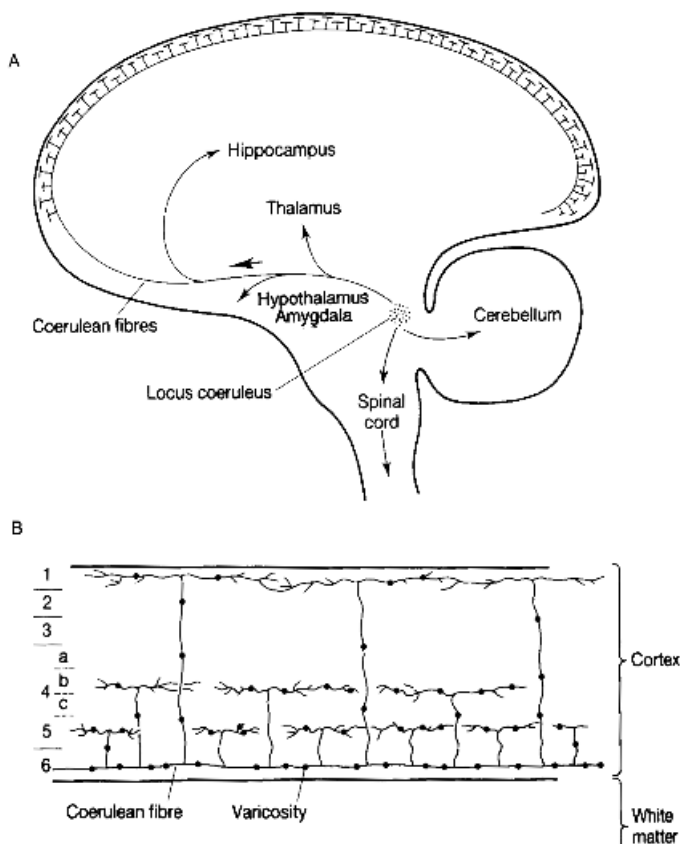 A
Hippocampus
Thalamus
Hypothalamus
Amygdala
Coerulean fibres
Cerebellum
Locus coeruleus
Spinal
cord
B
1
2
3
a
b
4
c
5
6
Cortex
Coerulean fibre
Varicosity
White
matter